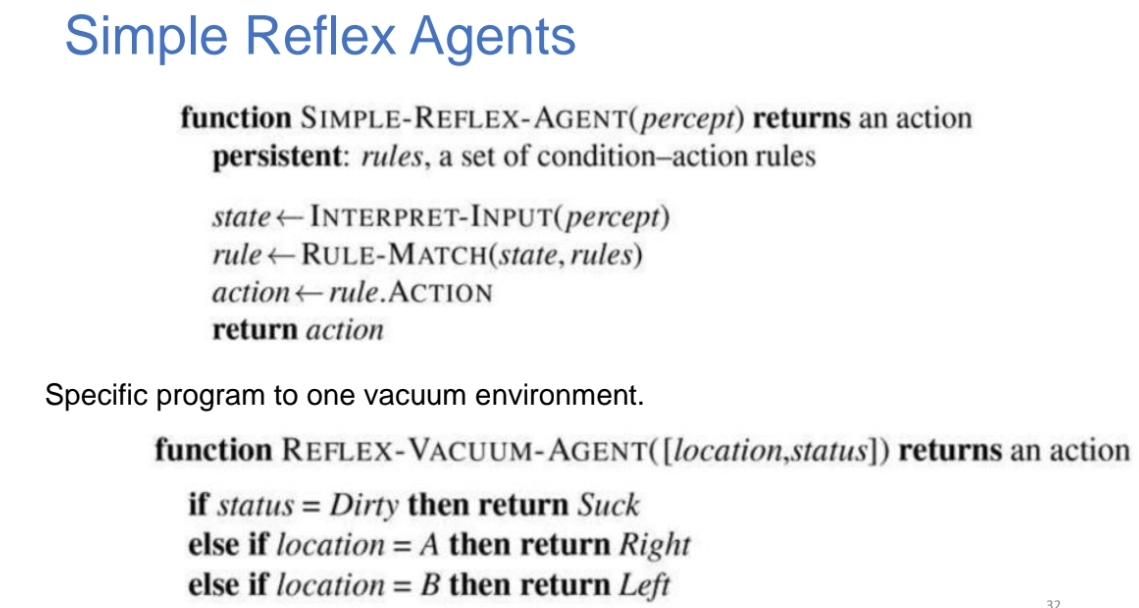 Simple Reflex Agents
function SIMPLE-REFLEX-AGENT(percept) returns an action
persistent: rules, a set of condition–action rules
state ← INTERPRET-INPUT(percept)
rule ← RULE-MATCH(state, rules)
action ← rule.ACTION
return action
Specific program to one vacuum environment.
function REFLEX-VACUUM-AGENT([location,status]) returns an action
if status = Dirty then return Suck
else if location = A then return Right
else if location = B then return Left
32